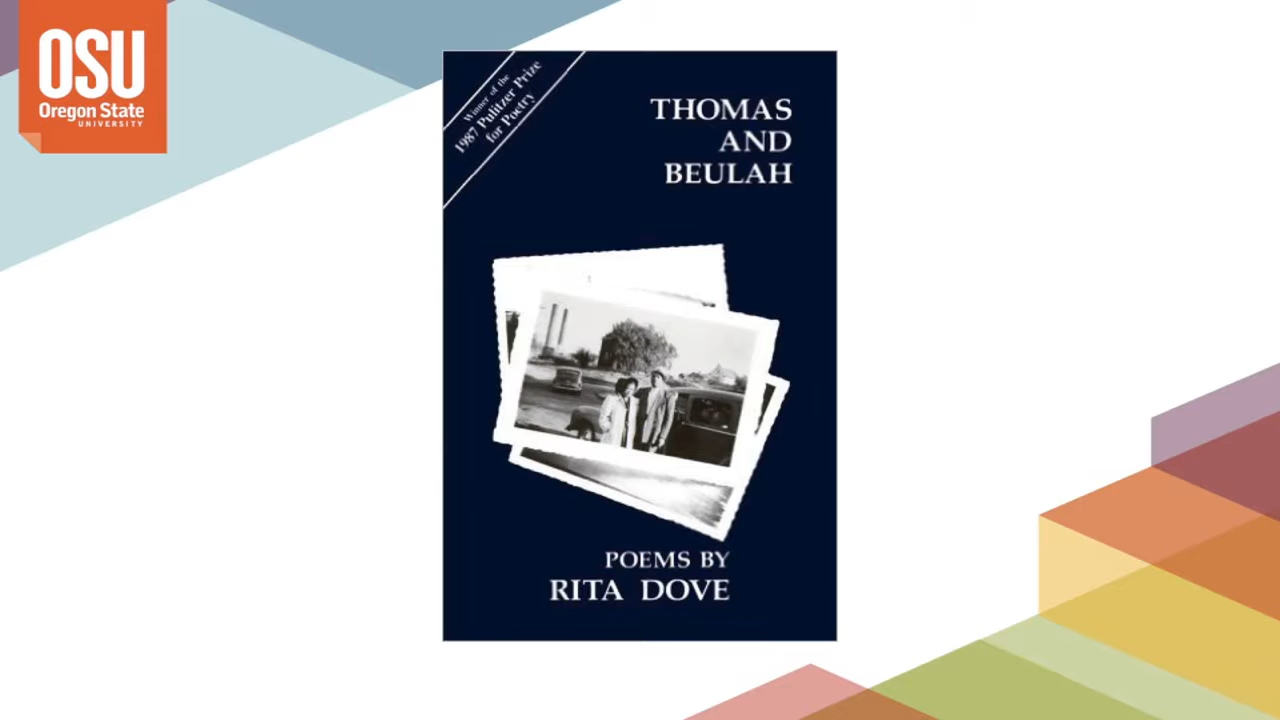 OSU
Oregon State
UNIVERSITY
Winner of the
1987 Pulitzer Prize
for Poetry
THOMAS
AND
BEULAH
POEMS BY
RITA DOVE